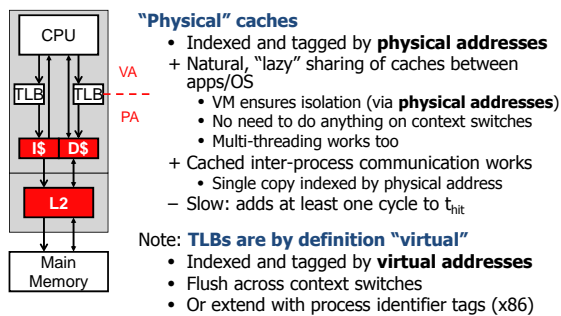 CPU
VA
TLB
TLB
PA
I$
D$
L2
Main
Memory
“Physical” caches
• Indexed and tagged by physical addresses
+ Natural, “lazy” sharing of caches between
apps/OS
• VM ensures isolation (via physical addresses)
• No need to do anything on context switches
• Multi-threading works too
+ Cached inter-process communication works
• Single copy indexed by physical address
– Slow: adds at least one cycle to thit
Note: TLBs are by definition “virtual”
• Indexed and tagged by virtual addresses
• Flush across context switches
• Or extend with process identifier tags (x86)